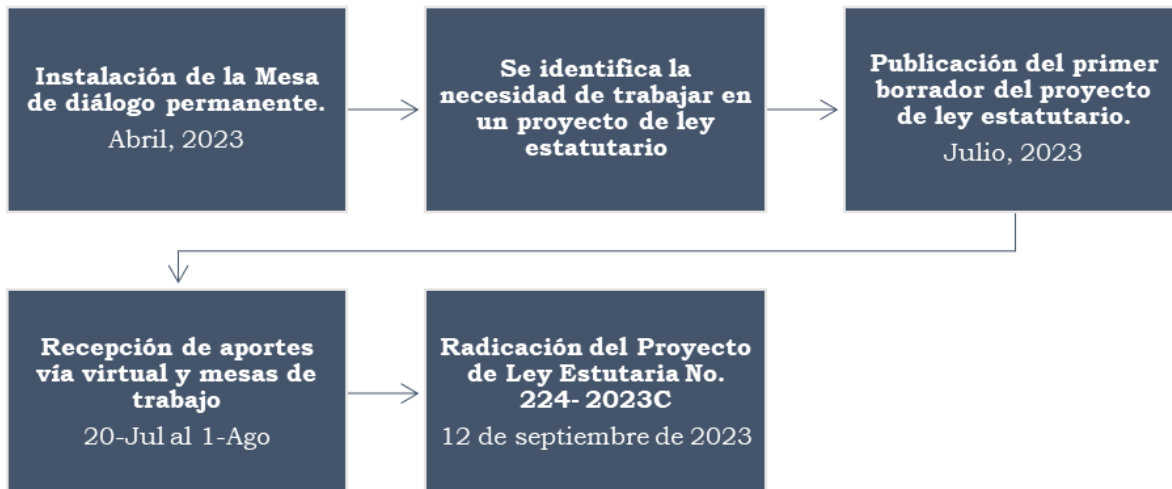 Instalación de la Mesa
de diálogo permanente.
Abril, 2023
Se identifica la
necesidad de trabajar en
un proyecto de ley
estatutario
Publicación del primer
borrador del proyecto
de ley estatutario.
Julio, 2023
Recepción de aportes
vía virtual y mesas de
trabajo
20-Jul al 1-Ago
Radicación del Proyecto
de Ley Estutaria No.
224- 2023C
12 de septiembre de 2023